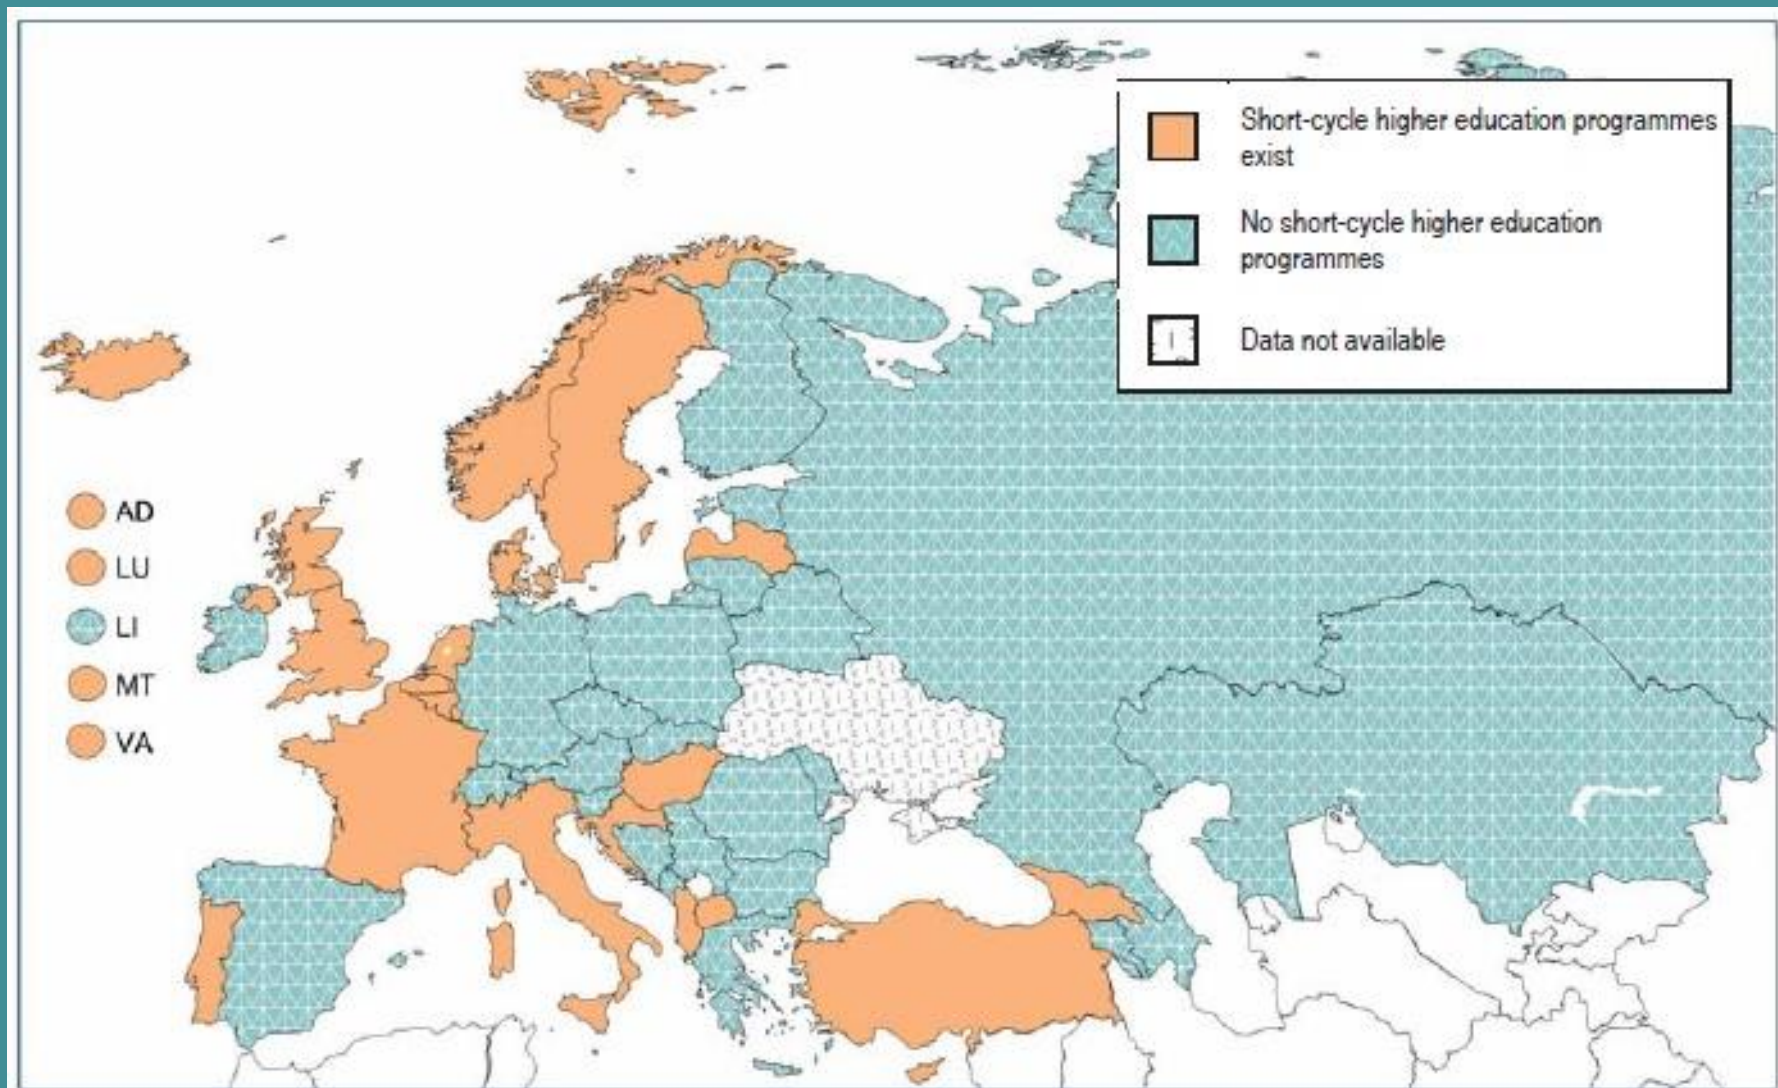 Short-cycle higher education programmes
exist
No short-cycle higher education
programmes
Data not available
AD
LU
LI
MT
VA